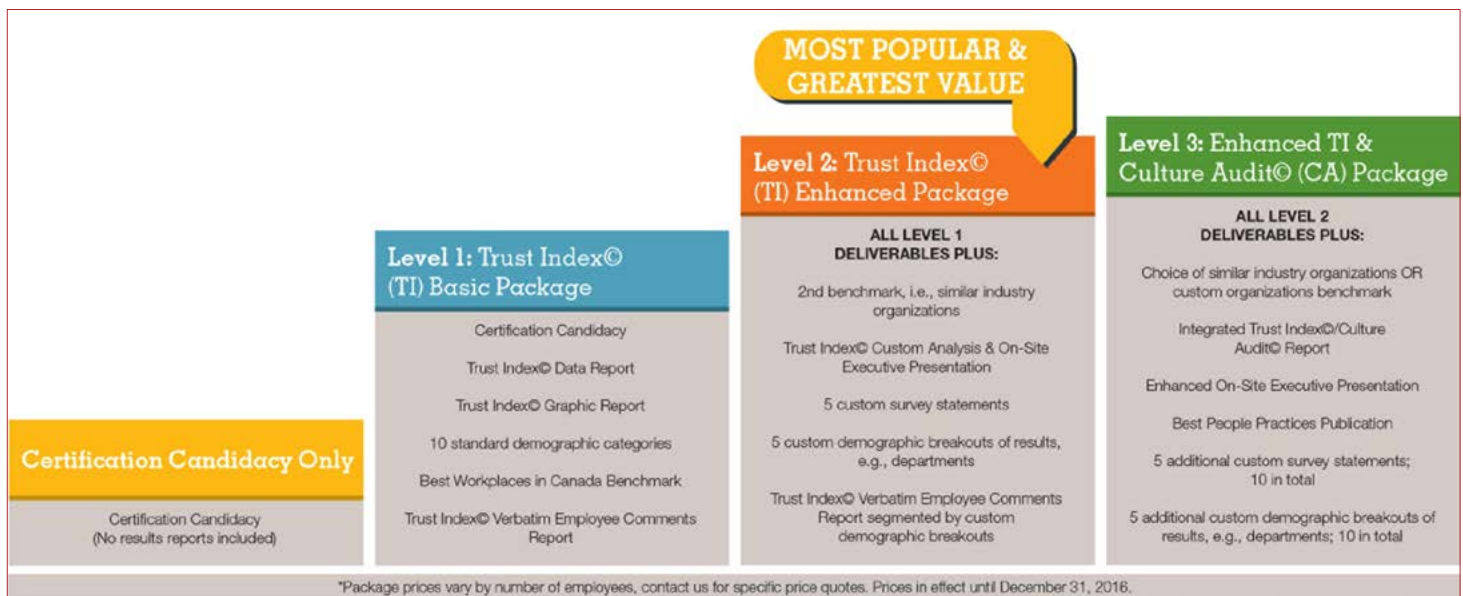 Certification Candidacy Only
Certification Candidacy
(No results reports included)
Level 1: Trust Index©
(TI) Basic Package
Certification Candidacy
Trust Index© Data Report
Trust Index© Graphic Report
10 standard demographic categories
Best Workplaces in Canada Benchmark
Trust Index© Verbatim Employee Comments
Report
MOST POPULAR &
GREATEST VALUE
Level 2: Trust Index©
(TI) Enhanced Package
ALL LEVEL 1
DELIVERABLES PLUS:
2nd benchmark, i.e., similar industry
organizations
Trust Index© Custom Analysis & On-Site
Executive Presentation
5 custom survey statements
5 custom demographic breakouts of results,
e.g., departments
Trust Index© Verbatim Employee Comments
Report segmented by custom
demographic breakouts
Level 3: Enhanced TI &
Culture Audit© (CA) Package
ALL LEVEL 2
DELIVERABLES PLUS:
Choice of similar industry organizations OR
custom organizations benchmark
Integrated Trust Index©/Culture
Audit© Report
Enhanced On-Site Executive Presentation
Best People Practices Publication
5 additional custom survey statements;
10 in total
5 additional custom demographic breakouts of
results, e.g., departments; 10 in total
*Package prices vary by number of employees, contact us for specific price quotes. Prices in effect until December 31, 2016.